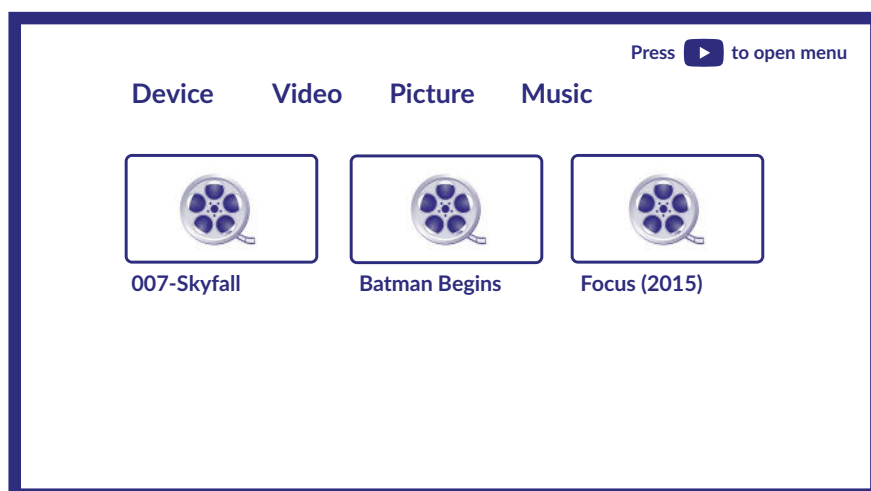 Press to open menu
Device Video Picture Music
007-Skyfall Batman Begins Focus (2015)